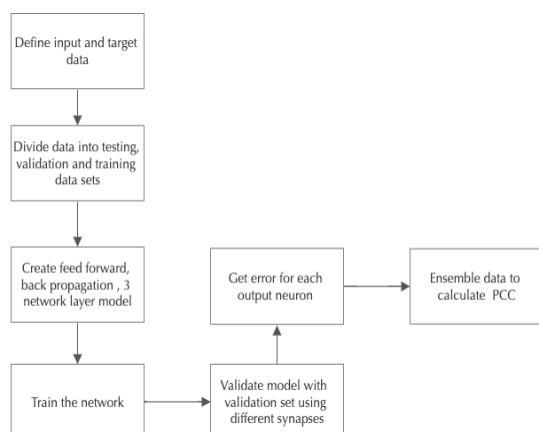 Define input and target
data
Divide data into testing,
validation and training
data sets
Create feed forward,
back propagation , 3
network layer model
Train the network
Validate model with
validation set using
different synapses
Get error for each
output neuron
Ensemble data to
calculate PCC